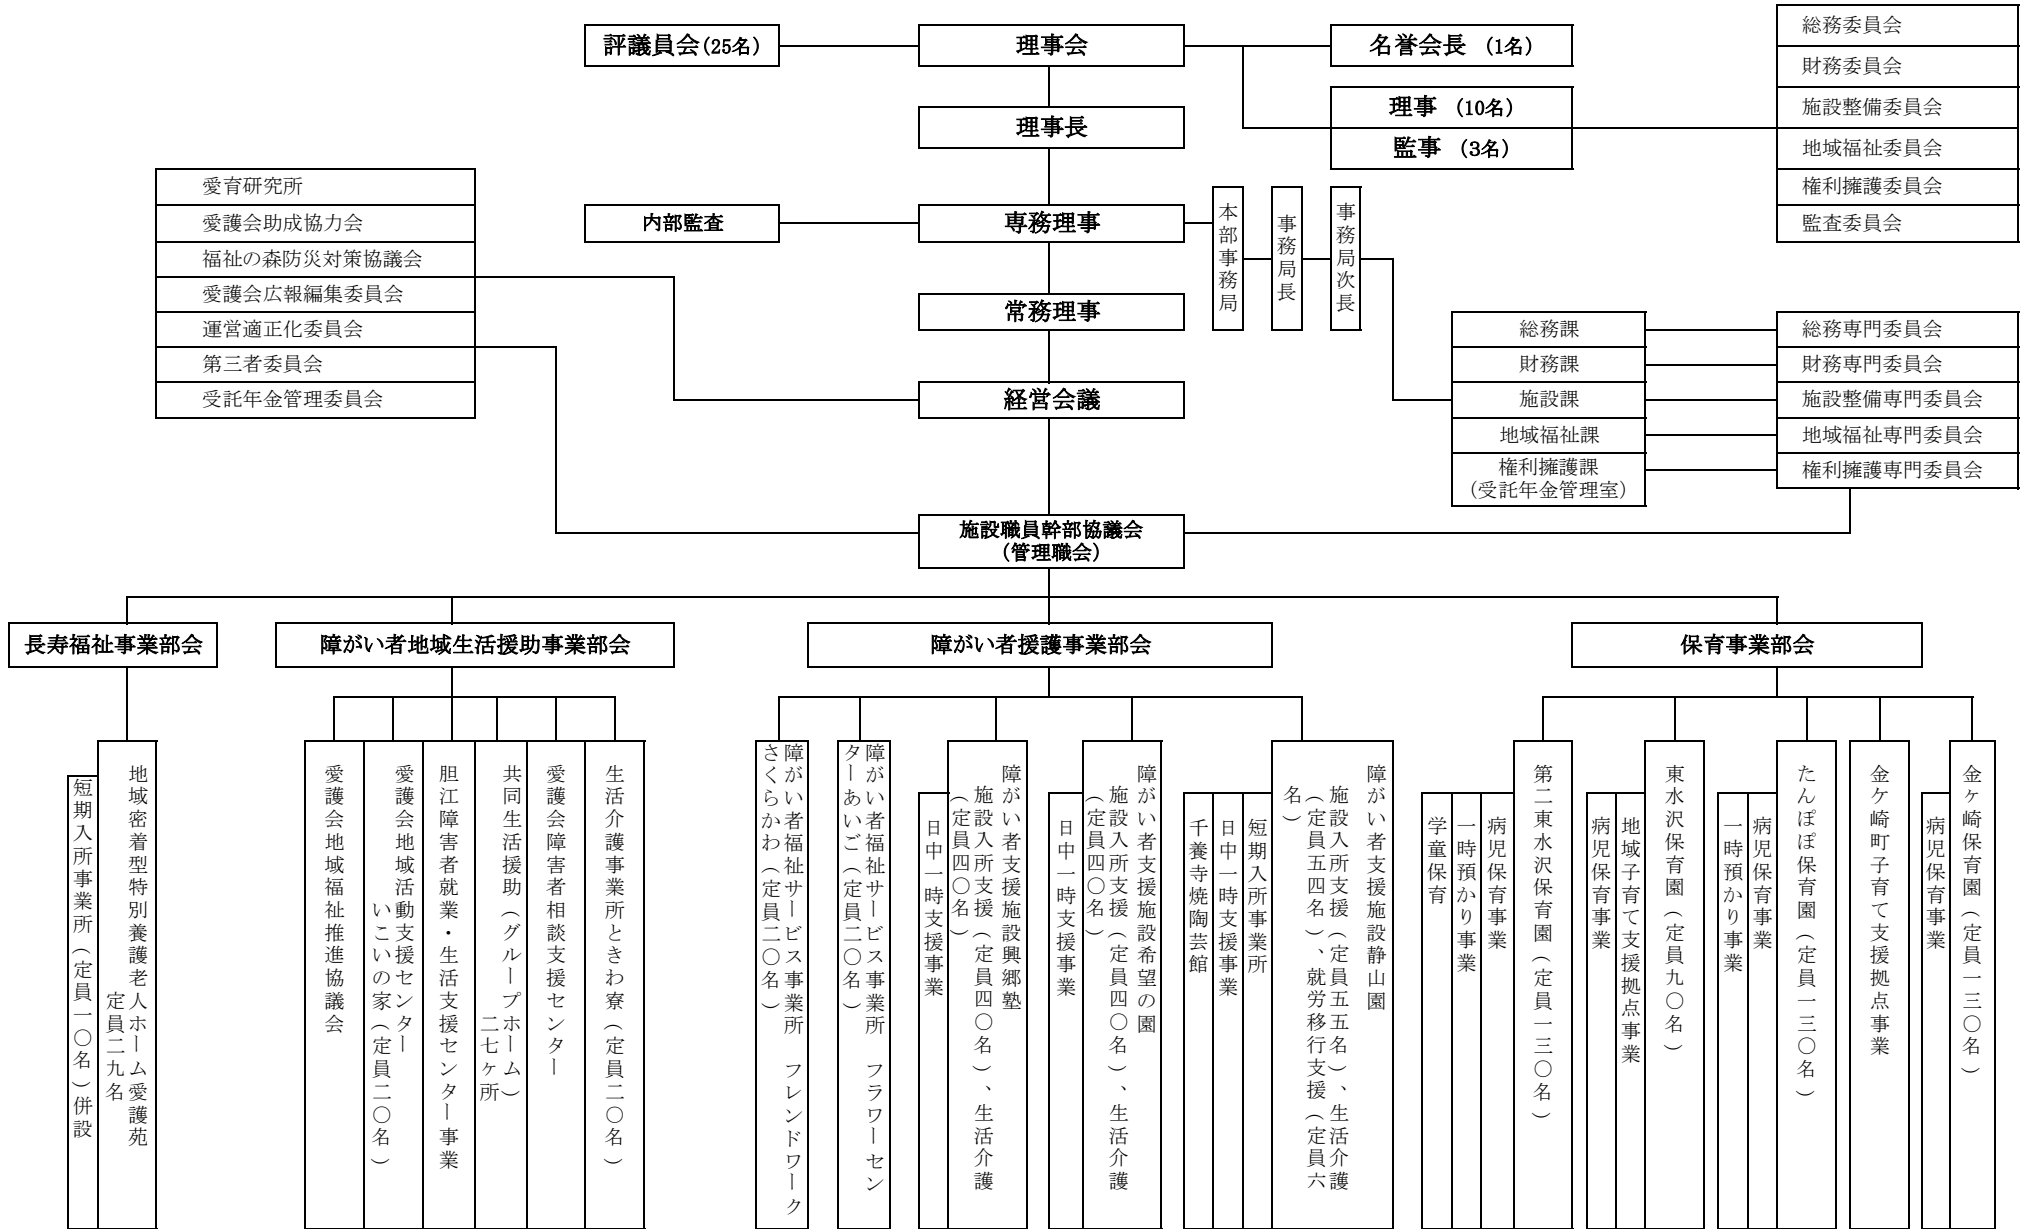 評議員会(25名)
理事会
名誉会長 (1名)
理事 (10名)
監事 (3名)
総務委員会
財務委員会
施設整備委員会
地域福祉委員会
権利擁護委員会
監査委員会
理事長
愛育研究所
愛護会助成協力会
福祉の森防災対策協議会
愛護会広報編集委員会
運営適正化委員会
第三者委員会
受託年金管理委員会
内部監査
専務理事
本部事務局
事務局長
事務局次長
常務理事
経営会議
総務課
財務課
施設課
地域福祉課
権利擁護課
(受託年金管理室)
総務専門委員会
財務専門委員会
施設整備専門委員会
地域福祉専門委員会
権利擁護専門委員会
施設職員幹部協議会
(管理職会)
長寿福祉事業部会
障がい者地域生活援助事業部会
障がい者援護事業部会
保育事業部会
地域密着型特別養護老人ホーム愛護苑
定員二九名
短期入所事業所(定員一〇名)併設
生活介護事業所ときわ寮(定員二〇名)
愛護会障害者相談支援センター
共同生活援助(グループホーム)
二七ヶ所
胆江障害者就業・生活支援センター事業
愛護会地域活動支援センター
いこいの家(定員二〇名)
愛護会地域福祉推進協議会
障がい者支援施設静山園
施設入所支援(定員五五名)、生活介護
(定員五四名)、就労移行支援(定員六
名)
短期入所事業所
日中一時支援事業
千養寺焼陶芸館
障がい者支援施設希望の園
施設入所支援(定員四〇名)、生活介護
(定員四〇名)
日中一時支援事業
障がい者支援施設興郷塾
施設入所支援(定員四〇名)、生活介護
(定員四〇名)
日中一時支援事業
障がい者福祉サービス事業所 フラワーセン
ターあいご(定員二〇名)
障がい者福祉サービス事業所 フレンドワーク
さくらかわ(定員二〇名)
金ヶ崎保育園(定員一三〇名)
病児保育事業
金ケ崎町子育て支援拠点事業
たんぽぽ保育園(定員一三〇名)
病児保育事業
一時預かり事業
東水沢保育園(定員九〇名)
地域子育て支援拠点事業
病児保育事業
第二東水沢保育園(定員一三〇名)
病児保育事業
一時預かり事業
学童保育